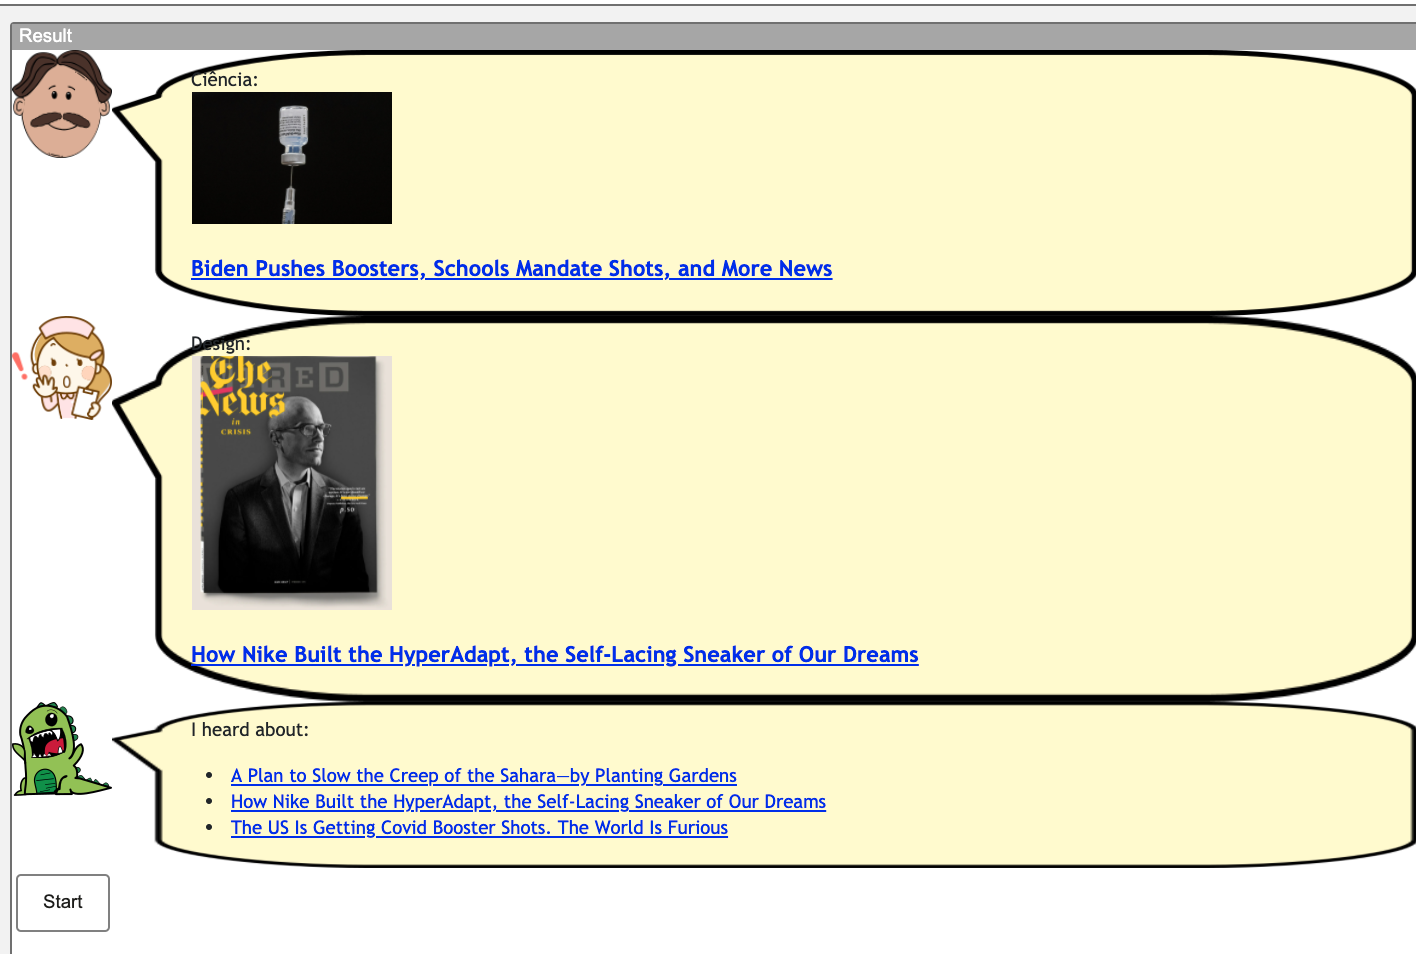 Result
Ciência:
Biden Pushes Boosters, Schools Mandate Shots, and More News
Design:
RED
The
News
in
CRISIS
p.50
How Nike Built the HyperAdapt, the Self-Lacing Sneaker of Our Dreams
I heard about:
A Plan to Slow the Creep of the Sahara—by Planting Gardens
How Nike Built the HyperAdapt, the Self-Lacing Sneaker of Our Dreams
The US Is Getting Covid Booster Shots. The World Is Furious
Start